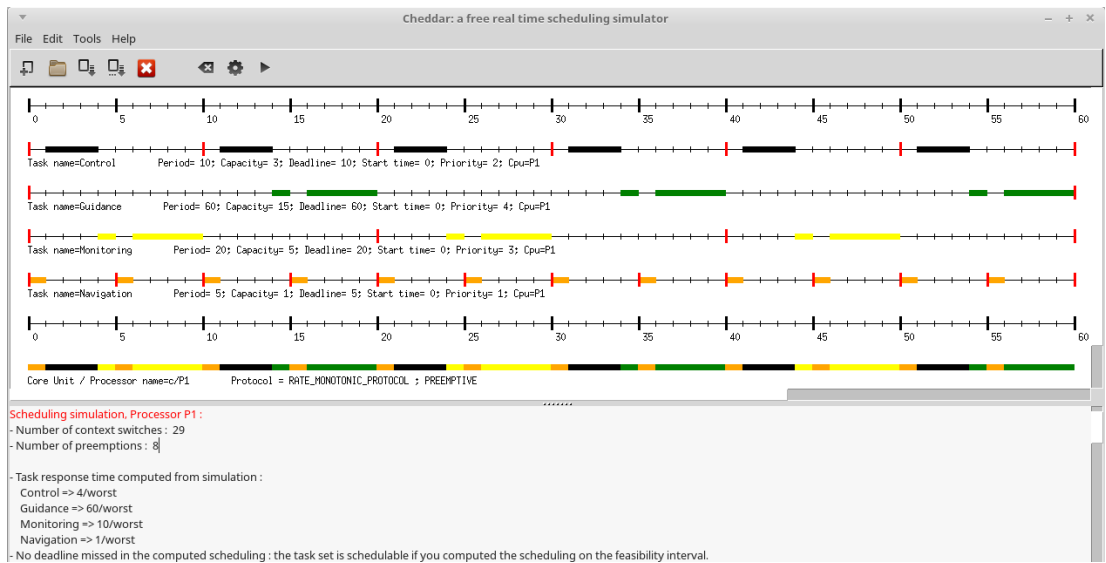 Cheddar: a free real time scheduling simulator
File Edit Tools Help
0 5 10 15 20 25 30 35 40 45 50 55 60
Task name=Control Period= 10; Capacity= 3; Deadline= 10; Start time= 0; Priority= 2; Cpu=P1
Task name=Guidance Period= 60; Capacity= 15; Deadline= 60; Start time= 0; Priority= 4; Cpu=P1
Task name=Monitoring Period= 20; Capacity= 5; Deadline= 20; Start time= 0; Priority= 3; Cpu=P1
Task name=Navigation Period= 5; Capacity= 1; Deadline= 5; Start time= 0; Priority= 1; Cpu=P1
0 5 10 15 20 25 30 35 40 45 50 55 60
Core Unit / Processor name=c/P1 Protocol = RATE_MONOTONIC_PROTOCOL ; PREEMPTIVE
Scheduling simulation, Processor P1 :
- Number of context switches : 29
- Number of preemptions : 8
- Task response time computed from simulation :
Control => 4/worst
Guidance => 60/worst
Monitoring => 10/worst
Navigation => 1/worst
- No deadline missed in the computed scheduling : the task set is schedulable if you computed the scheduling on the feasibility interval.